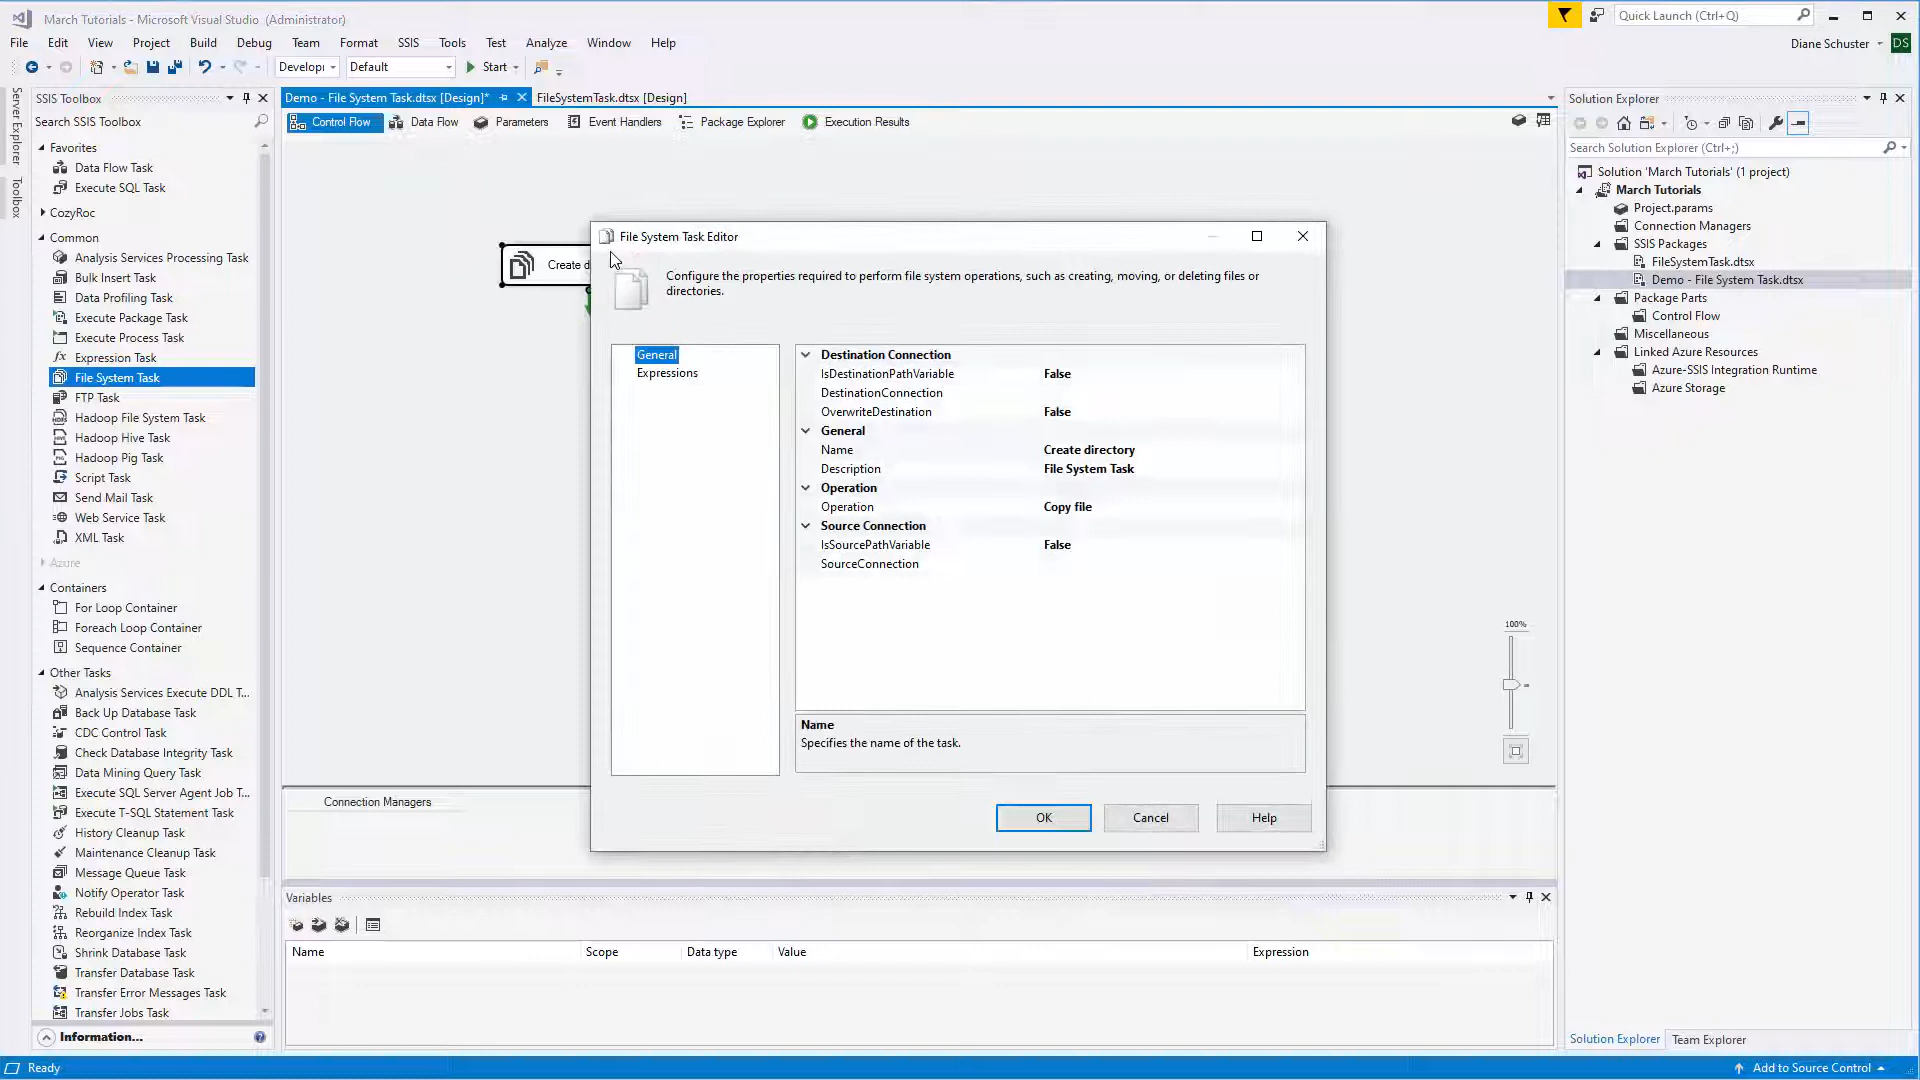 March Tutorials - Microsoft Visual Studio (Administrator)
Quick Launch (Ctrl+Q)
File Edit View Project Build Debug Team Format SSIS Tools Test Analyze Window Help
Diane Schuster DS
Develop Default Start
Server Explorer
Toolbox
SSIS Toolbox
Search SSIS Toolbox
Favorites
Data Flow Task
Execute SQL Task
CozyRoc
Common
Analysis Services Processing Task
Bulk Insert Task
Data Profiling Task
Execute Package Task
Execute Process Task
Expression Task
File System Task
FTP Task
Hadoop File System Task
Hadoop Hive Task
Hadoop Pig Task
Script Task
Send Mail Task
Web Service Task
XML Task
Azure
Containers
For Loop Container
Foreach Loop Container
Sequence Container
Other Tasks
Analysis Services Execute DDL T...
Back Up Database Task
CDC Control Task
Check Database Integrity Task
Data Mining Query Task
Execute SQL Server Agent Job T...
Execute T-SQL Statement Task
History Cleanup Task
Maintenance Cleanup Task
Message Queue Task
Notify Operator Task
Rebuild Index Task
Reorganize Index Task
Shrink Database Task
Transfer Database Task
Transfer Error Messages Task
Transfer Jobs Task
Information...
Demo - File System Task.dtsx [Design]* FileSystemTask.dtsx [Design]
Control Flow Data Flow Parameters Event Handlers Package Explorer Execution Results
Create d
File System Task Editor
Configure the properties required to perform file system operations, such as creating, moving, or deleting files or
directories.
General
Expressions
Destination Connection
IsDestinationPathVariable False
DestinationConnection
OverwriteDestination False
General
Name Create directory
Description File System Task
Operation
Operation Copy file
Source Connection
IsSourcePathVariable False
SourceConnection
Name
Specifies the name of the task.
OK Cancel Help
100%
Connection Managers
Variables
Name Scope Data type Value Expression
Solution Explorer
Search Solution Explorer (Ctrl+;)
Solution 'March Tutorials' (1 project)
March Tutorials
Project.params
Connection Managers
SSIS Packages
FileSystemTask.dtsx
Demo - File System Task.dtsx
Package Parts
Control Flow
Miscellaneous
Linked Azure Resources
Azure-SSIS Integration Runtime
Azure Storage
Solution Explorer Team Explorer
Ready
Add to Source Control